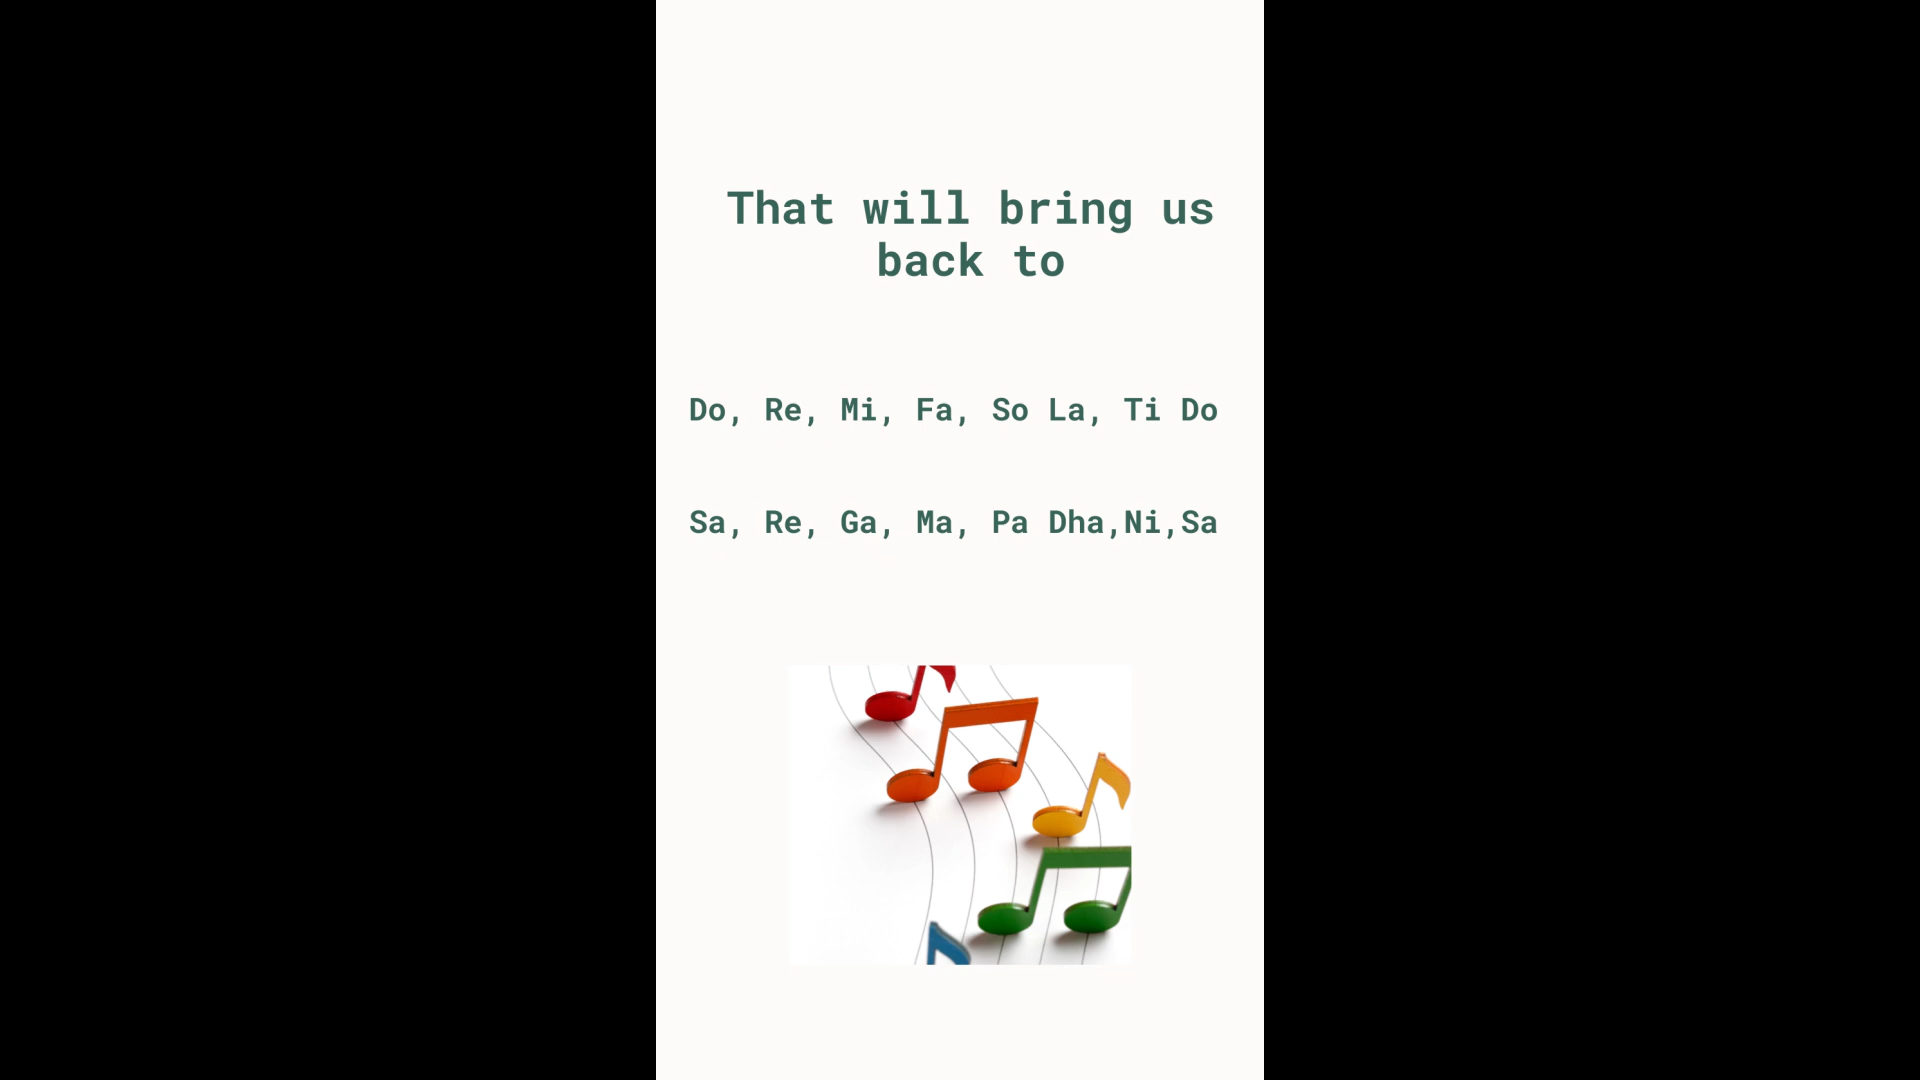 That will bring us
back to
Do, Re, Mi, Fa, So La, Ti Do
Sa, Re, Ga, Ma, Pa Dha,Ni,Sa